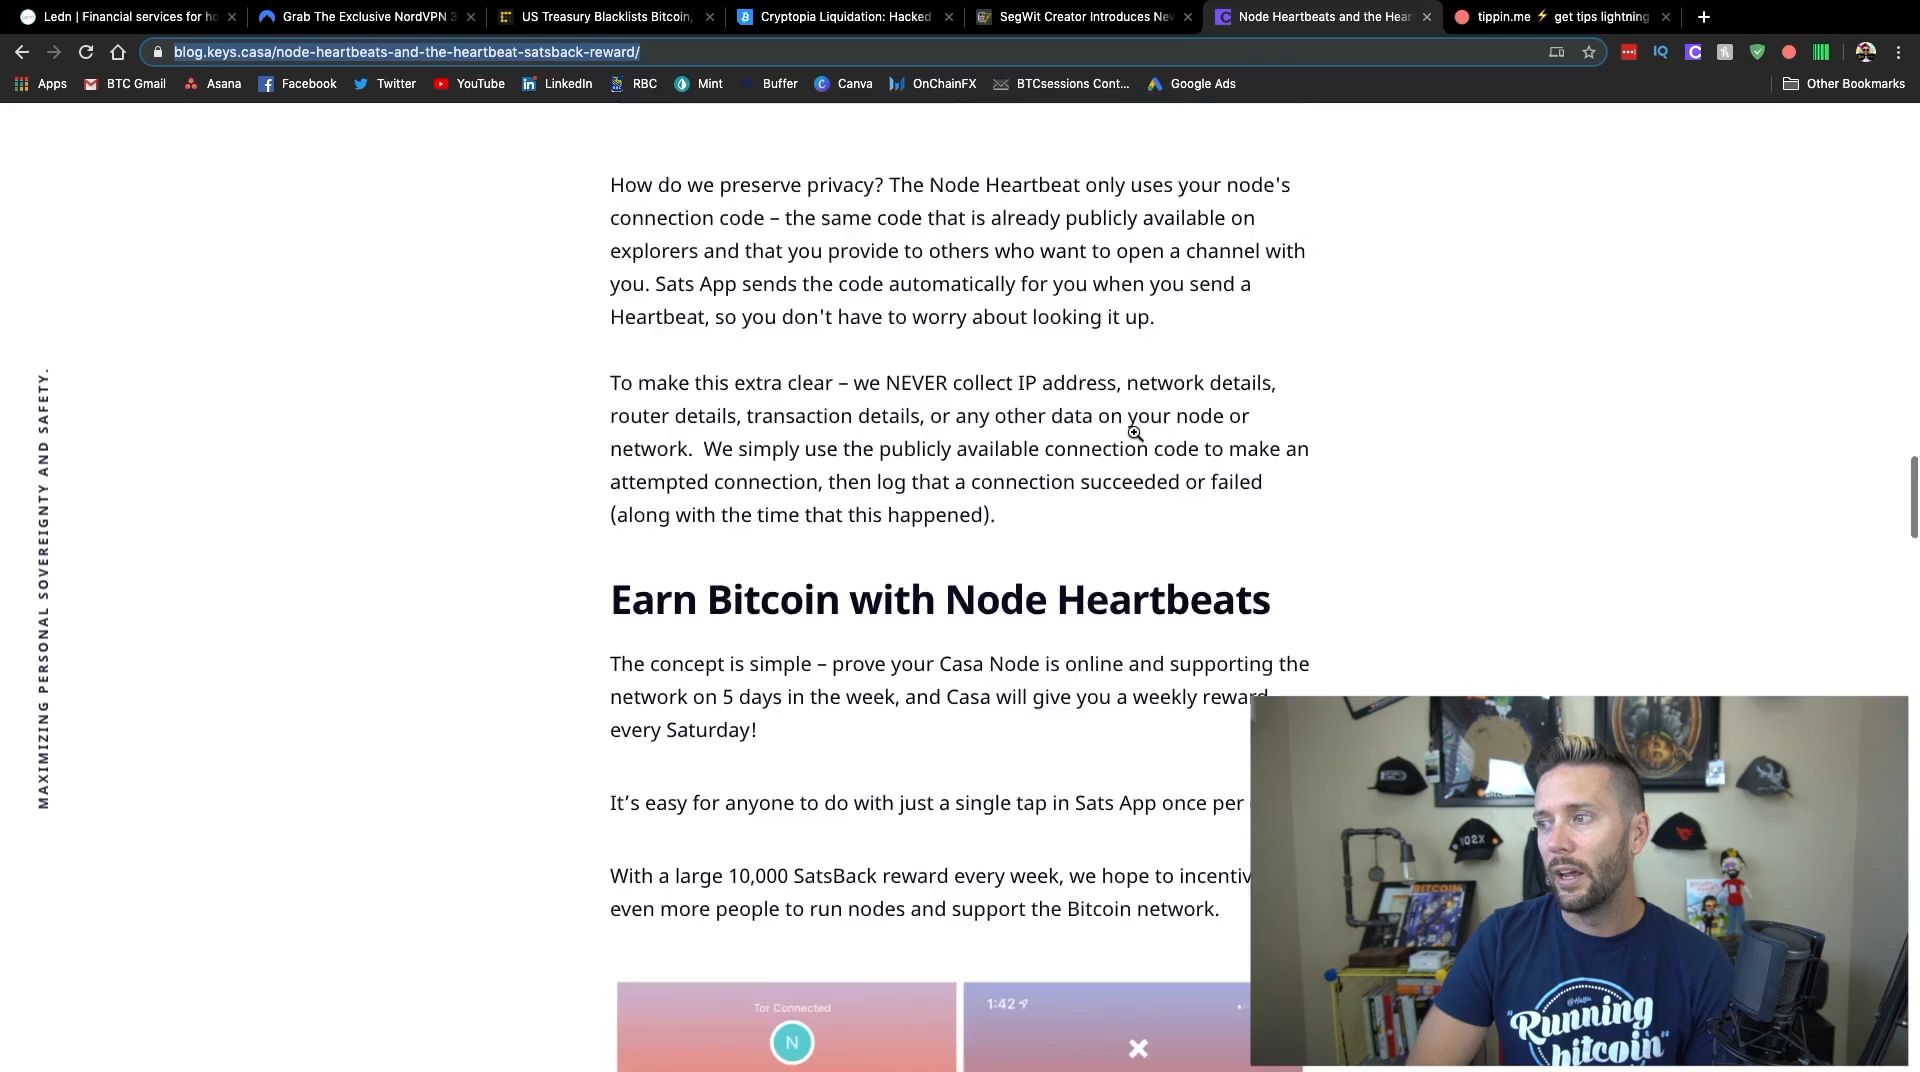 Ledn | Financial services for ho
Grab The Exclusive NordVPN 3
US Treasury Blacklists Bitcoin,
Cryptopia Liquidation: Hacked
SegWit Creator Introduces Ne
Node Heartbeats and the Hear
tippin.me ⚡ get tips lightning
blog.keys.casa/node-heartbeats-and-the-heartbeat-satsback-reward/
Apps
BTC Gmail
Asana
Facebook
Twitter
YouTube
LinkedIn
RBC
Mint
Buffer
Canva
OnChainFX
BTCsessions Cont...
Google Ads
Other Bookmarks
MAXIMIZING PERSONAL SOVEREIGNTY AND SAFETY.
How do we preserve privacy? The Node Heartbeat only uses your node's
connection code – the same code that is already publicly available on
explorers and that you provide to others who want to open a channel with
you. Sats App sends the code automatically for you when you send a
Heartbeat, so you don't have to worry about looking it up.
To make this extra clear – we NEVER collect IP address, network details,
router details, transaction details, or any other data on your node or
network.  We simply use the publicly available connection code to make an
attempted connection, then log that a connection succeeded or failed
(along with the time that this happened).
Earn Bitcoin with Node Heartbeats
The concept is simple – prove your Casa Node is online and supporting the
network on 5 days in the week, and Casa will give you a weekly reward
every Saturday!
It's easy for anyone to do with just a single tap in Sats App once per
With a large 10,000 SatsBack reward every week, we hope to incentiv
even more people to run nodes and support the Bitcoin network.
Tor Connected
N
1:42
BITCOIN
"Running
bitcoin"